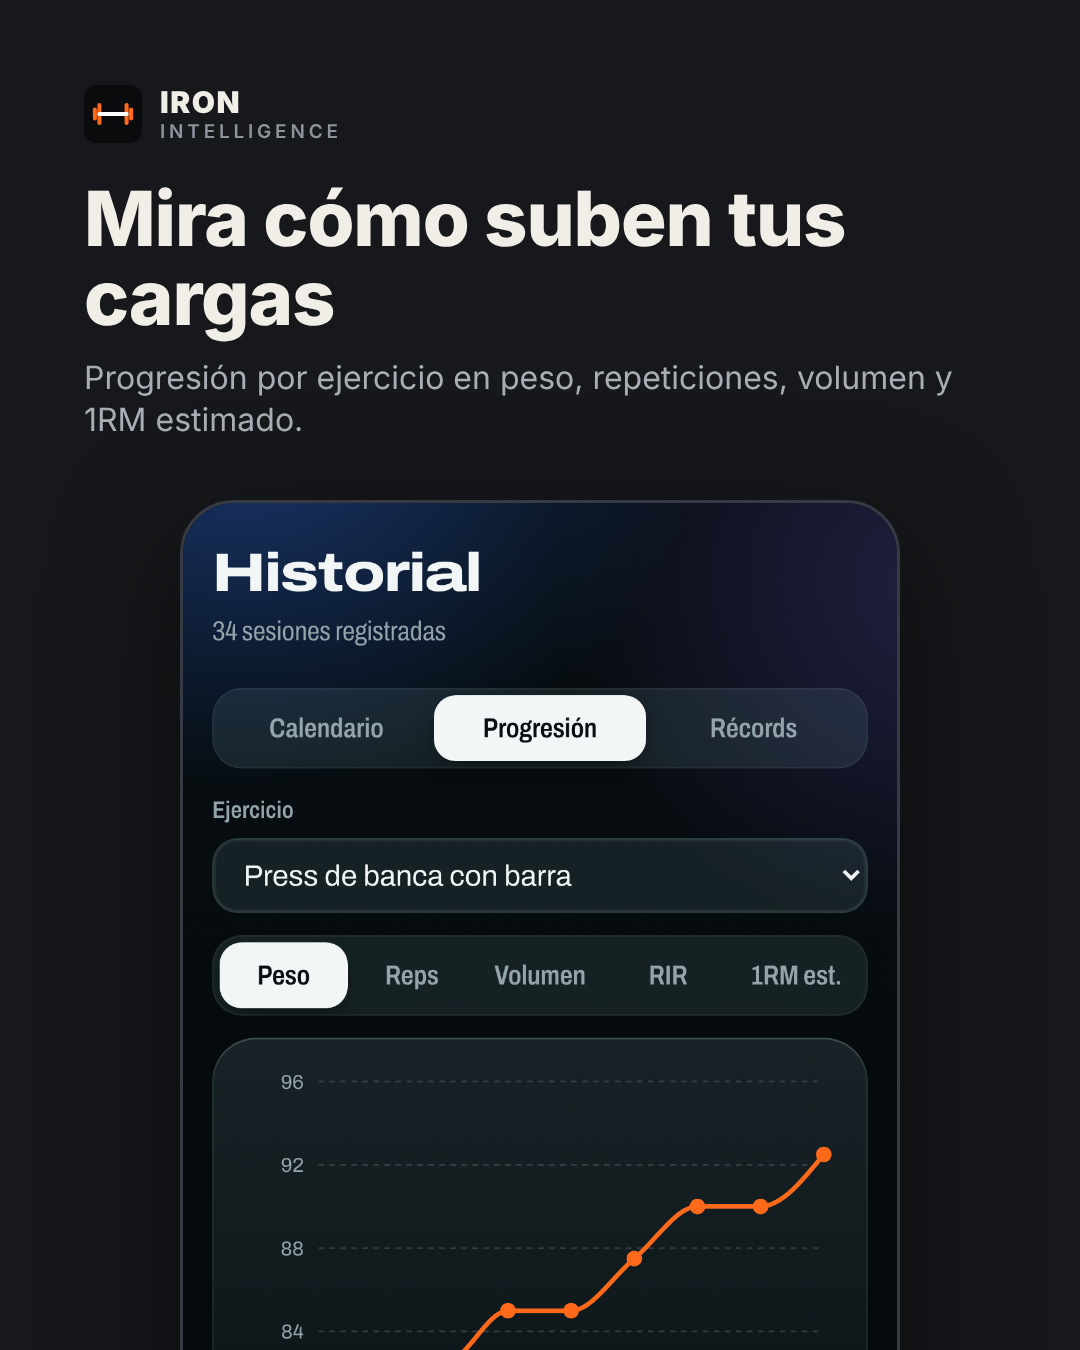 IRON
INTELLIGENCE
Mira cómo suben tus
cargas
Progresión por ejercicio en peso, repeticiones, volumen y
1RM estimado.
Historial
34 sesiones registradas
Calendario Progresión Récords
Ejercicio
Press de banca con barra
Peso Reps Volumen RIR 1RM est.
96
92
88
84